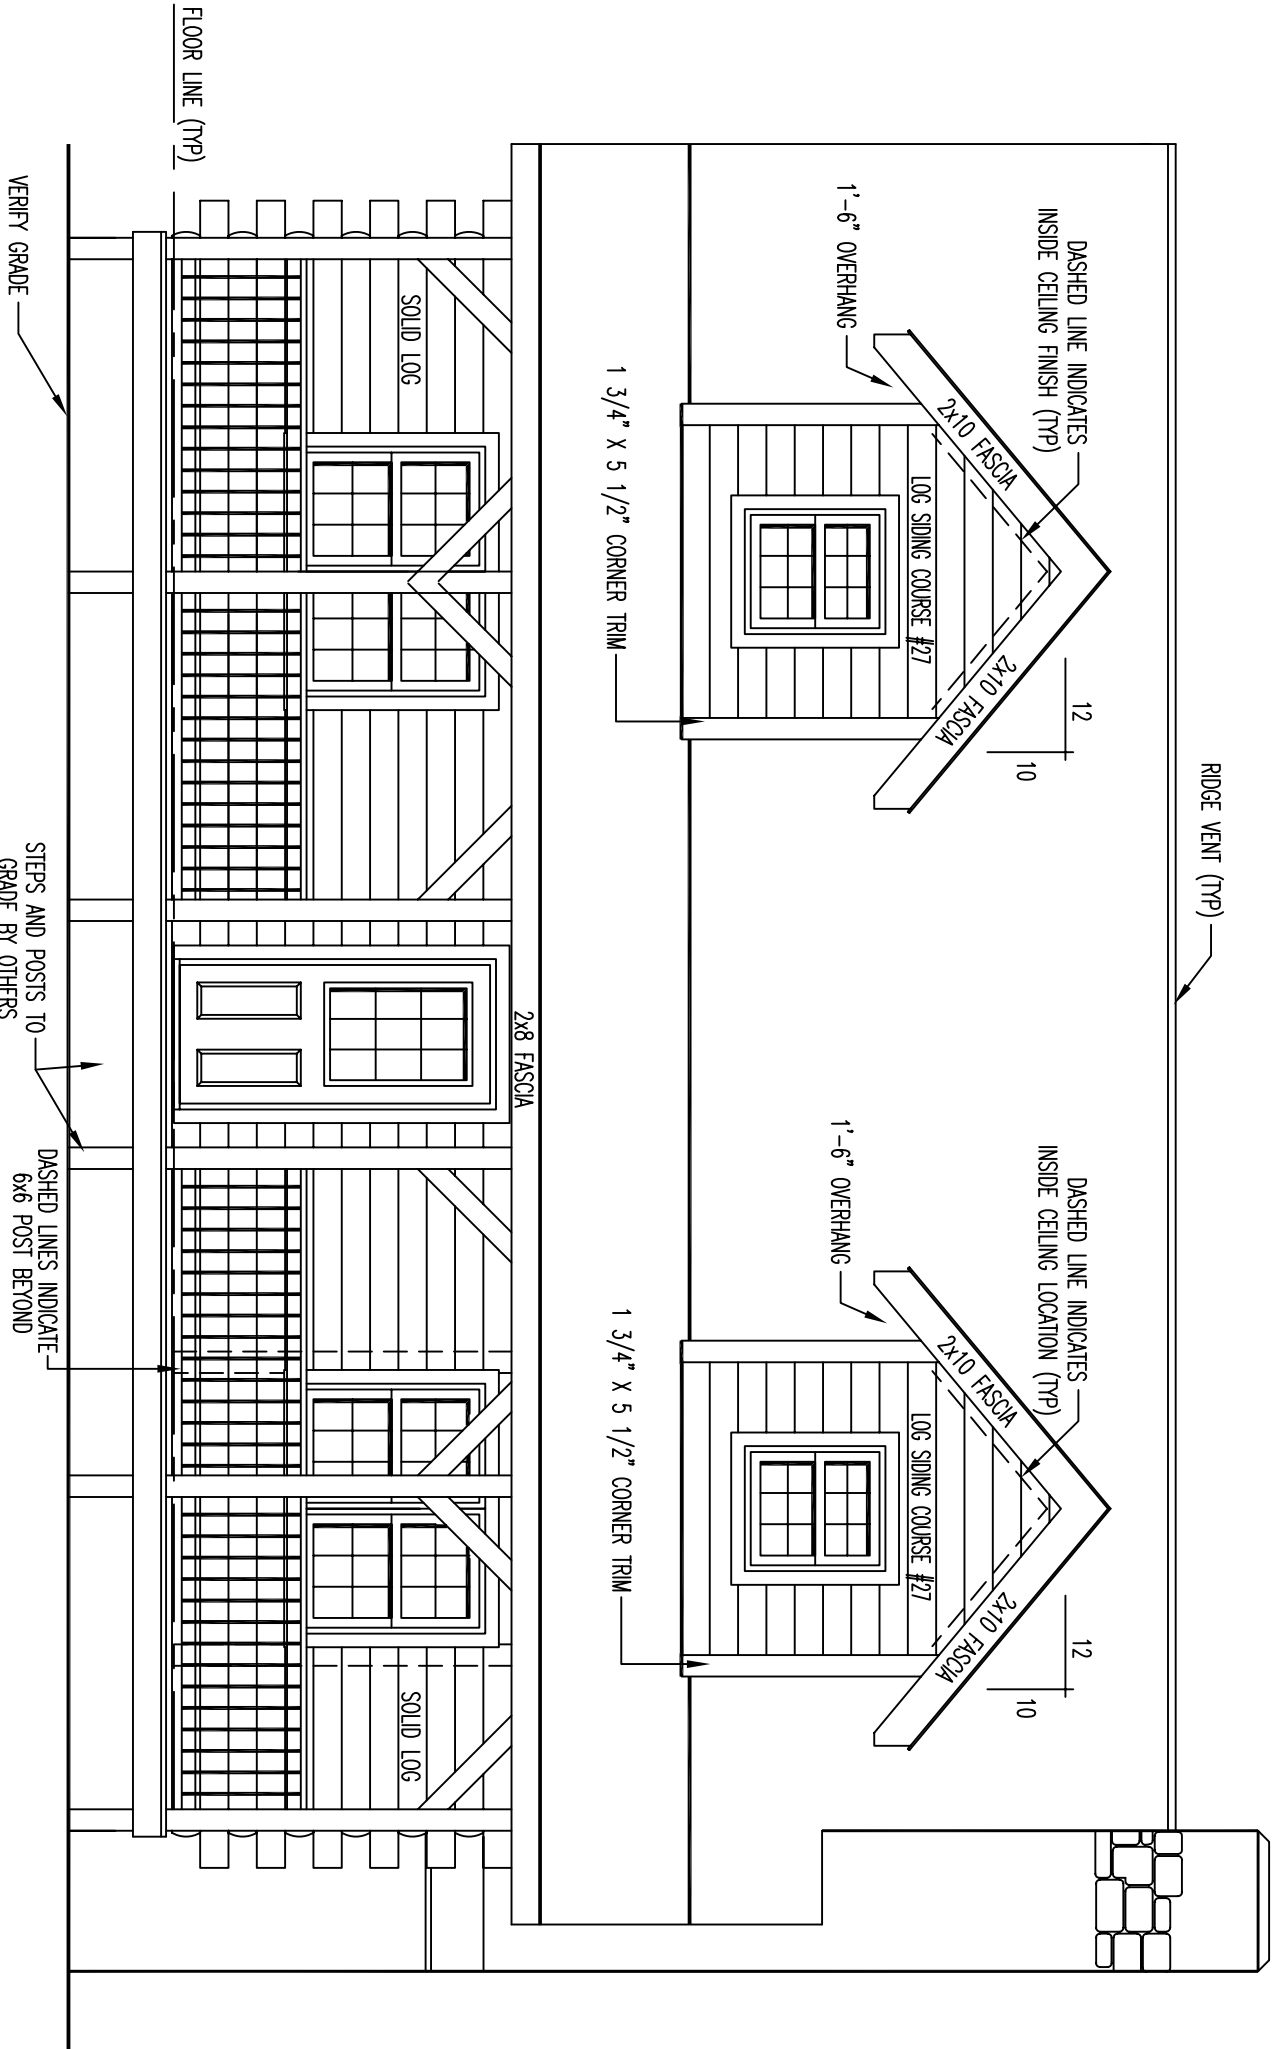 RIDGE VENT (TYP)
DASHED LINE INDICATES
INSIDE CEILING FINISH (TYP)
1'-6" OVERHANG
2x10 FASCIA
2x10 FASCIA
12
10
LOG SIDING COURSE #27
1 3/4" X 5 1/2" CORNER TRIM
DASHED LINE INDICATES
INSIDE CEILING LOCATION (TYP)
1'-6" OVERHANG
2x10 FASCIA
2x10 FASCIA
12
10
LOG SIDING COURSE #27
1 3/4" X 5 1/2" CORNER TRIM
2x8 FASCIA
SOLID LOG
SOLID LOG
FLOOR LINE (TYP)
VERIFY GRADE
STEPS AND POSTS TO
GRADE BY OTHERS
DASHED LINES INDICATE
6x6 POST BEYOND